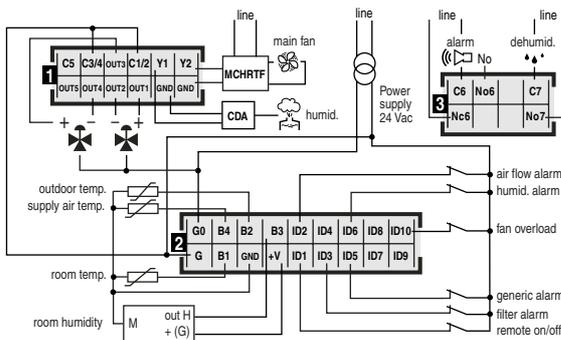 line
line
line
line
main fan
alarm
No
dehumid.
C5 C3/4 OUT3 C1/2 Y1 Y2
1
OUT5 OUT4 OUT2 OUT1 GND GND
MCHRTF
Power
supply
24 Vac
3
C6 No6 C7
Nc6 No7
CDA
humid.
+ − − +
air flow alarm
humid. alarm
outdoor temp.
supply air temp.
fan overload
2
G0 B4 B2 B3 ID2 ID4 ID6 ID8 ID10
G B1 GND +V ID1 ID3 ID5 ID7 ID9
room temp.
generic alarm
filter alarm
remote on/off
room humidity
M
out H
+ (G)